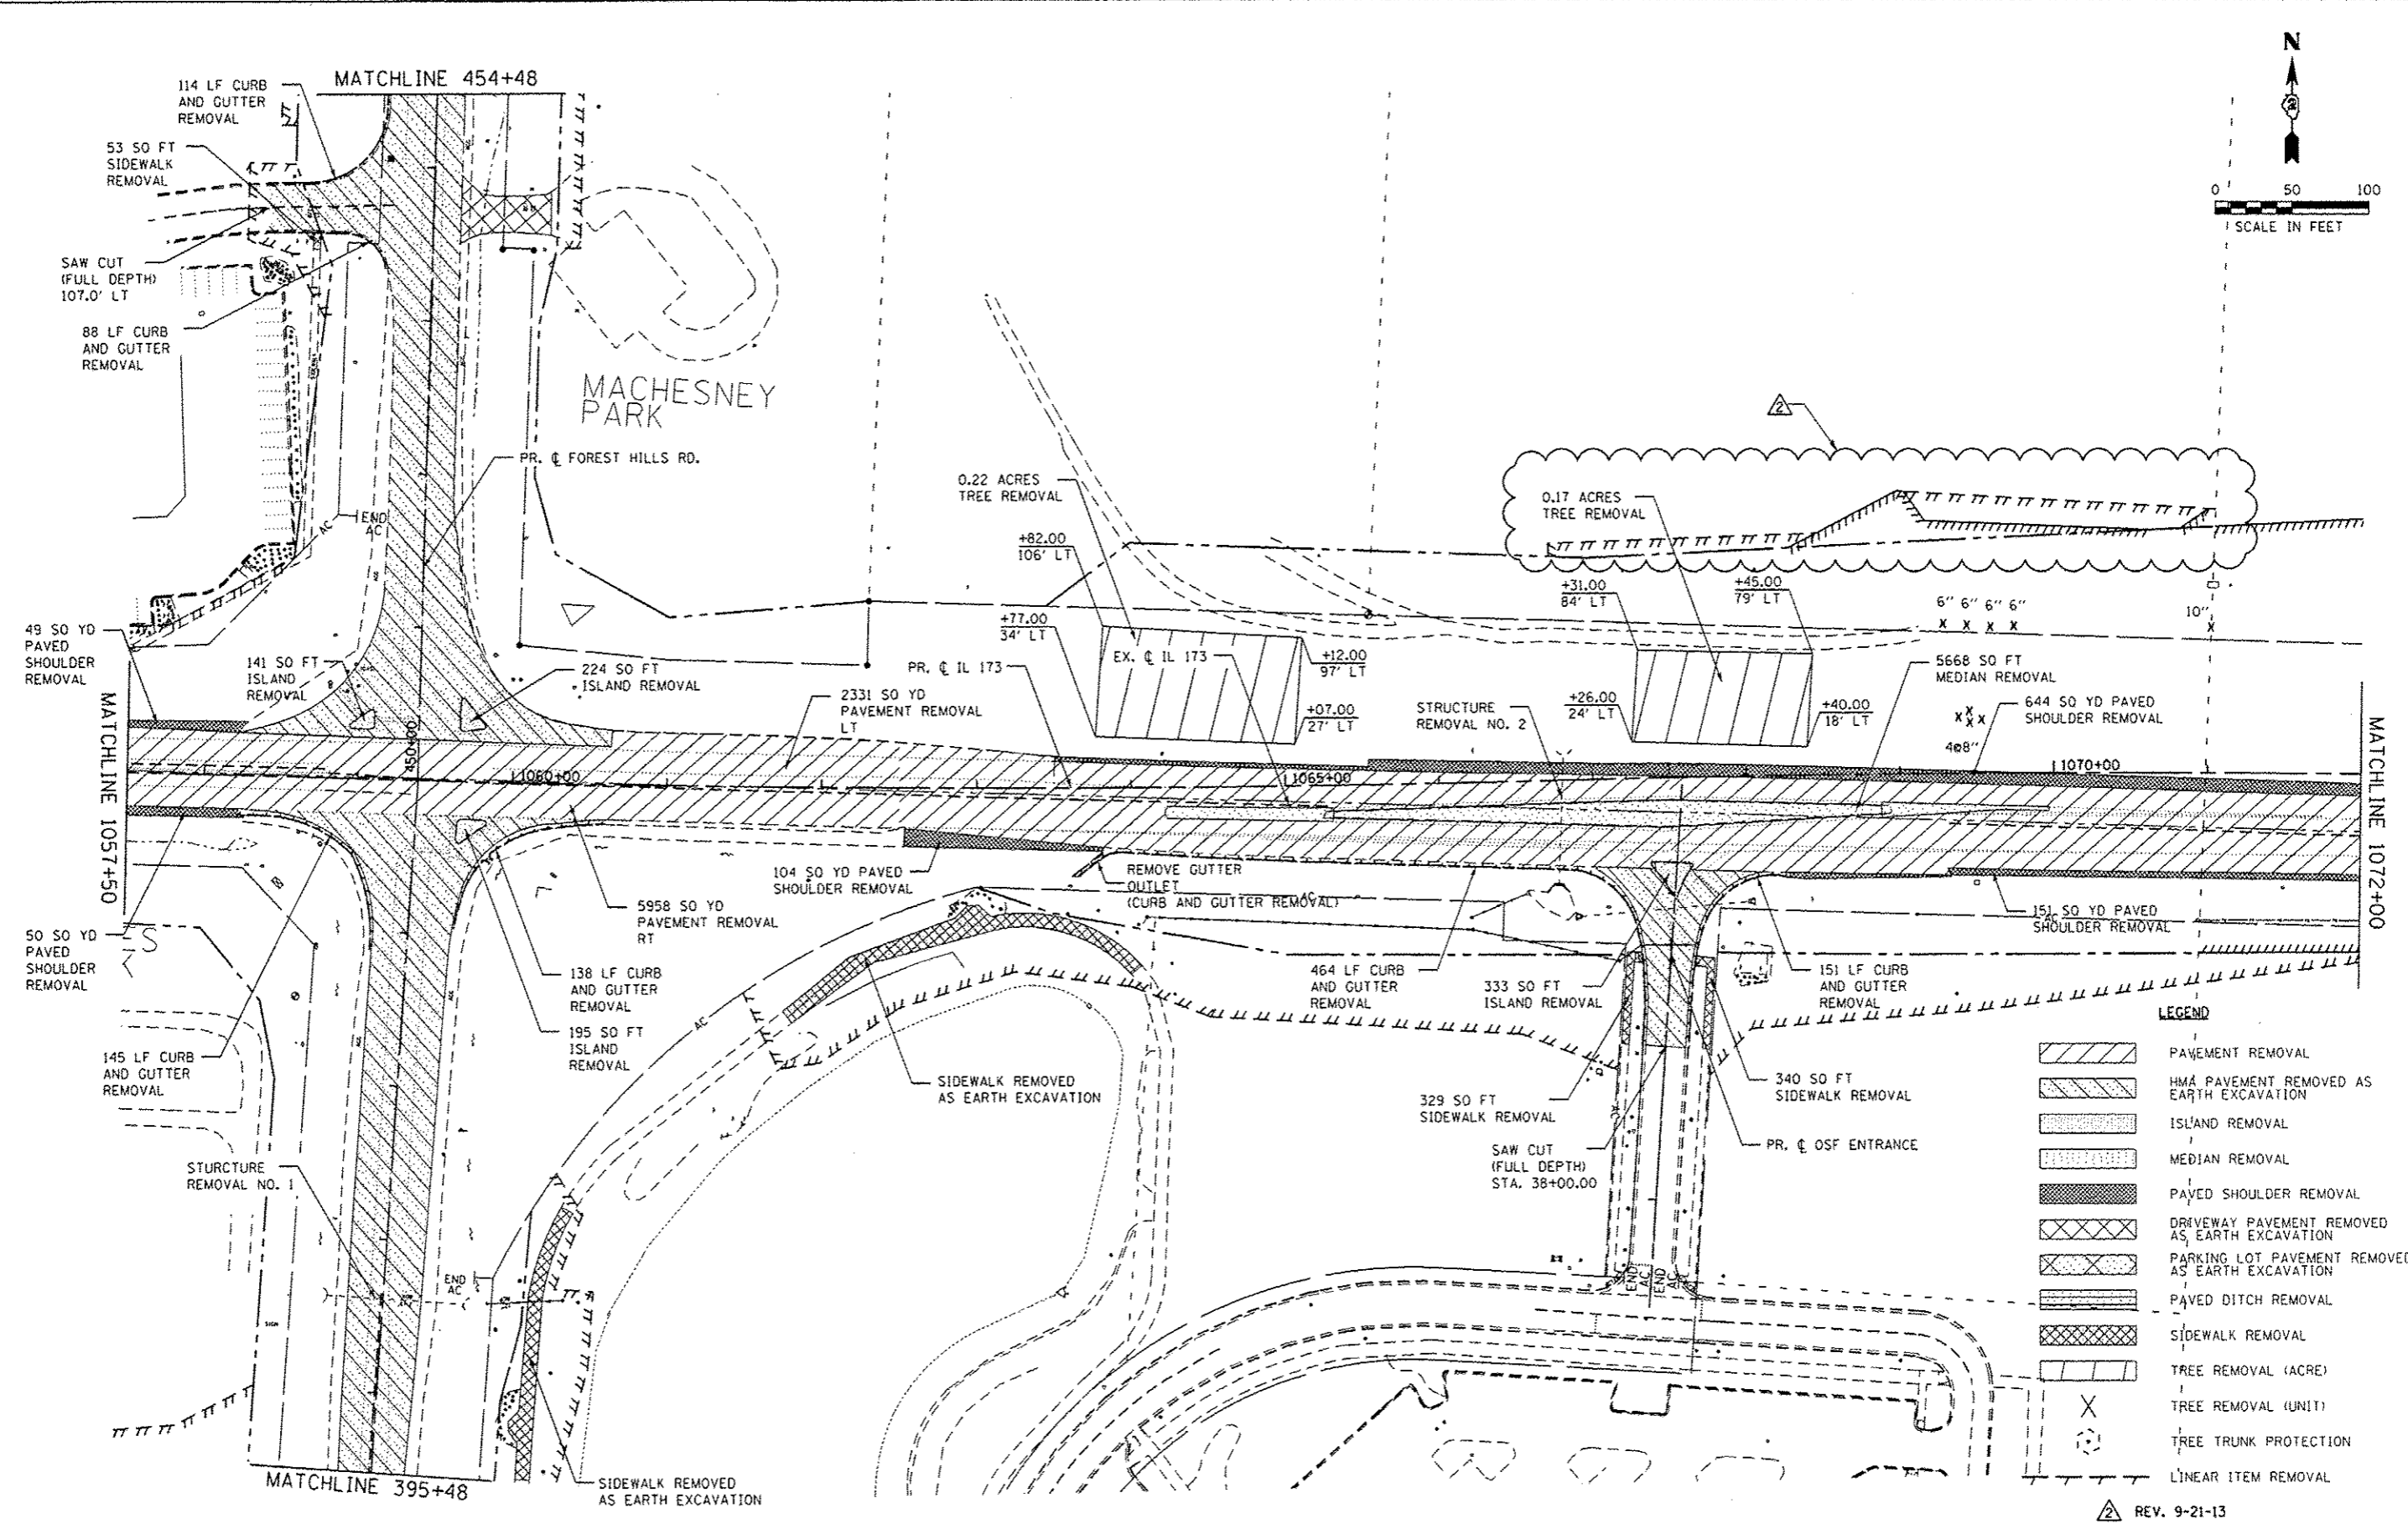 MATCHLINE 454+48
114 LF CURB
AND GUTTER
REMOVAL
53 SQ FT
SIDEWALK
REMOVAL
SAW CUT
(FULL DEPTH)
107.0' LT
88 LF CURB
AND GUTTER
REMOVAL
N
0 50 100
SCALE IN FEET
MACHESNEY
PARK
PR. ℄ FOREST HILLS RD.
END
AC
AC
2
0.22 ACRES
TREE REMOVAL
0.17 ACRES
TREE REMOVAL
+82.00
106' LT
+77.00
34' LT
+12.00
97' LT
+07.00
27' LT
+31.00
84' LT
+45.00
79' LT
+26.00
24' LT
+40.00
18' LT
6" 6" 6" 6"
10"
4@8"
49 SQ YD
PAVED
SHOULDER
REMOVAL
141 SQ FT
ISLAND
REMOVAL
224 SQ FT
ISLAND REMOVAL
2331 SQ YD
PAVEMENT REMOVAL
LT
PR. ℄ IL 173
EX. ℄ IL 173
STRUCTURE
REMOVAL NO. 2
5668 SQ FT
MEDIAN REMOVAL
644 SQ YD PAVED
SHOULDER REMOVAL
MATCHLINE 1057+50
MATCHLINE 1072+00
450+00
1060+00
1065+00
1070+00
50 SQ YD
PAVED
SHOULDER
REMOVAL
104 SQ YD PAVED
SHOULDER REMOVAL
REMOVE GUTTER
OUTLET
(CURB AND GUTTER REMOVAL)
AC
5958 SQ YD
PAVEMENT REMOVAL
RT
138 LF CURB
AND GUTTER
REMOVAL
195 SQ FT
ISLAND
REMOVAL
145 LF CURB
AND GUTTER
REMOVAL
AC
151 SQ YD PAVED
SHOULDER REMOVAL
AC
464 LF CURB
AND GUTTER
REMOVAL
333 SQ FT
ISLAND REMOVAL
151 LF CURB
AND GUTTER
REMOVAL
SIDEWALK REMOVED
AS EARTH EXCAVATION
329 SQ FT
SIDEWALK REMOVAL
340 SQ FT
SIDEWALK REMOVAL
SAW CUT
(FULL DEPTH)
STA. 38+00.00
PR. ℄ OSF ENTRANCE
STURCTURE
REMOVAL NO. 1
END
AC
SIGN
END
AC
END
AC
MATCHLINE 395+48
SIDEWALK REMOVED
AS EARTH EXCAVATION
LEGEND
PAVEMENT REMOVAL
HMA PAVEMENT REMOVED AS
EARTH EXCAVATION
ISLAND REMOVAL
MEDIAN REMOVAL
PAVED SHOULDER REMOVAL
DRIVEWAY PAVEMENT REMOVED
AS EARTH EXCAVATION
PARKING LOT PAVEMENT REMOVED
AS EARTH EXCAVATION
PAVED DITCH REMOVAL
SIDEWALK REMOVAL
TREE REMOVAL (ACRE)
TREE REMOVAL (UNIT)
TREE TRUNK PROTECTION
LINEAR ITEM REMOVAL
2 REV. 9-21-13